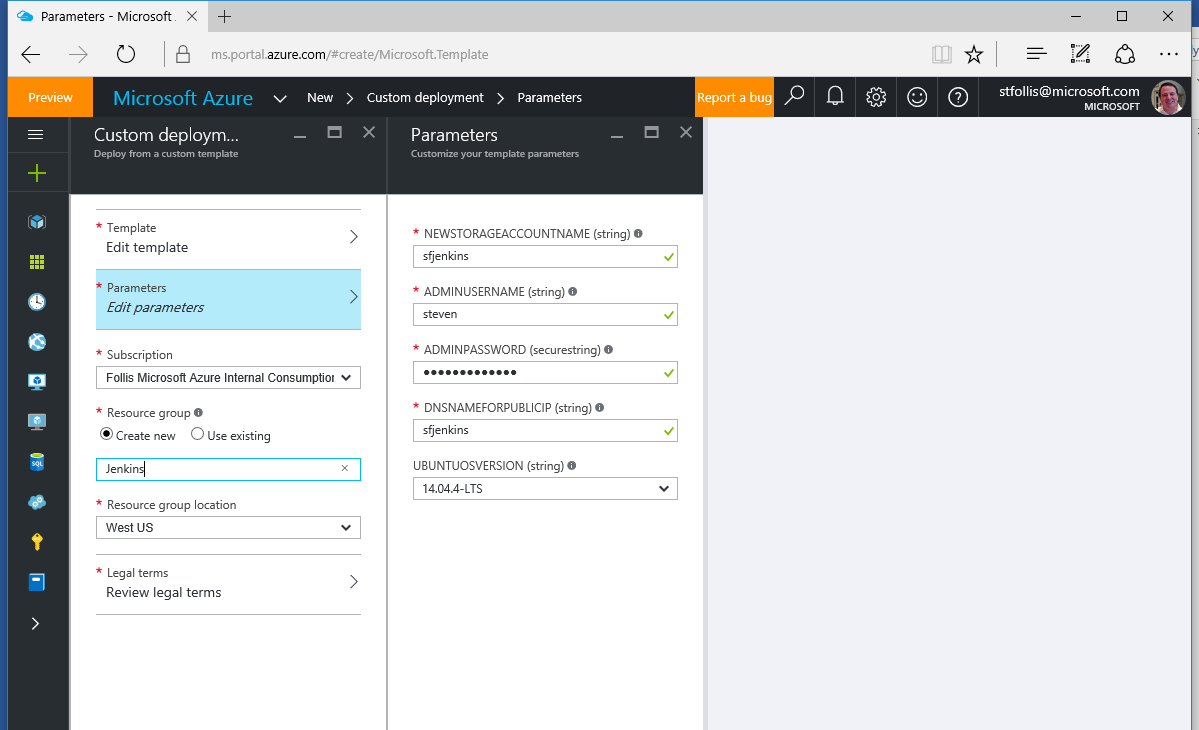 Parameters - Microsoft
ms.portal.azure.com/#create/Microsoft.Template
Preview
Microsoft Azure
New
Custom deployment
Parameters
Report a bug
stfollis@microsoft.com
MICROSOFT
Custom deploym...
Deploy from a custom template
* Template
Edit template
* Parameters
Edit parameters
* Subscription
Follis Microsoft Azure Internal Consumption
* Resource group
Create new
Use existing
Jenkins
* Resource group location
West US
* Legal terms
Review legal terms
Parameters
Customize your template parameters
* NEWSTORAGEACCOUNTNAME (string)
sfjenkins
* ADMINUSERNAME (string)
steven
* ADMINPASSWORD (securestring)
•••••••••••••
* DNSNAMEFORPUBLICIP (string)
sfjenkins
UBUNTUOSVERSION (string)
14.04.4-LTS
SQL